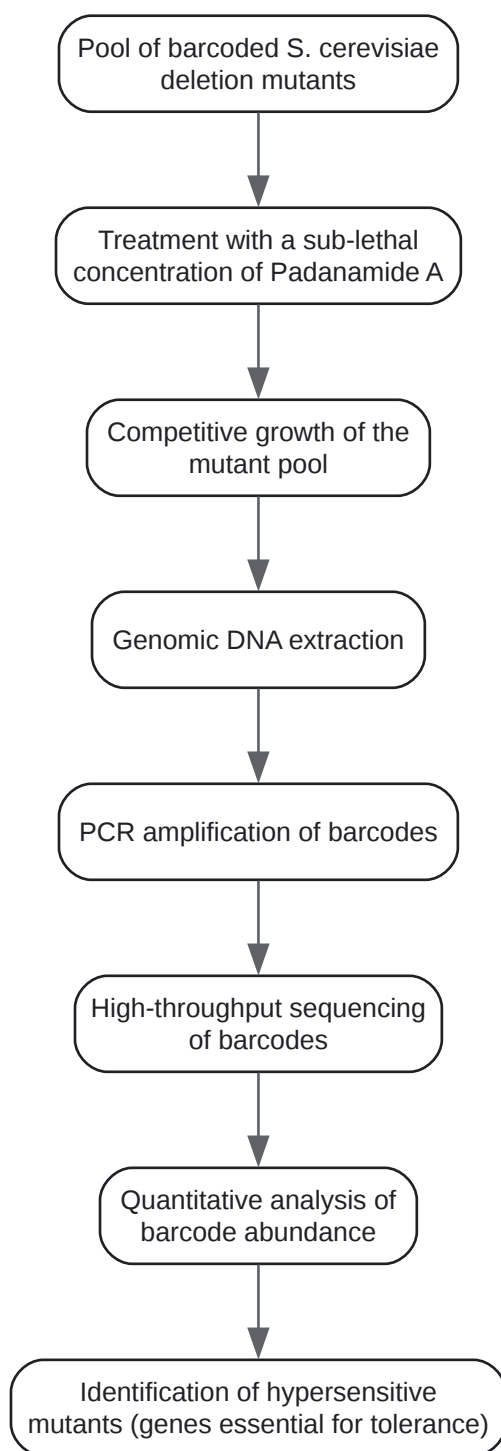 Pool of barcoded S. cerevisiae
deletion mutants
Treatment with a sub-lethal
concentration of Padanamide A
Competitive growth of the
mutant pool
Genomic DNA extraction
PCR amplification of barcodes
High-throughput sequencing
of barcodes
Quantitative analysis of
barcode abundance
Identification of hypersensitive
mutants (genes essential for tolerance)